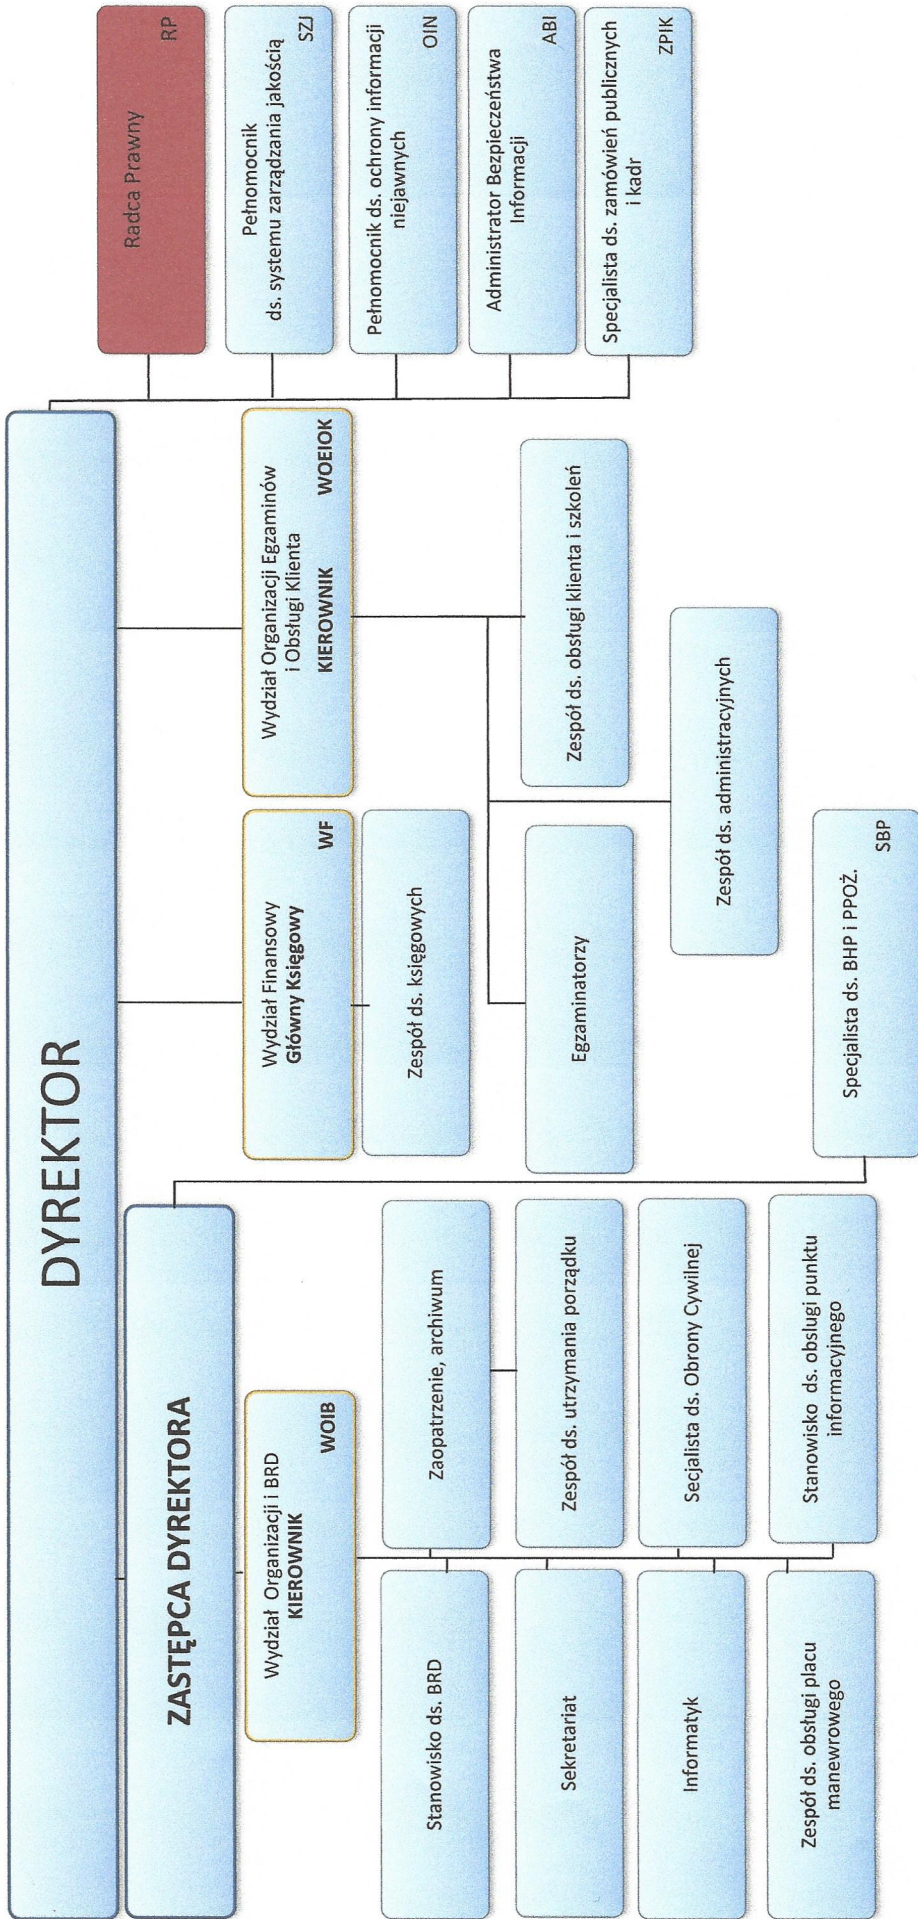 DYREKTOR
Radca Prawny
RP
ZASTĘPCA DYREKTORA
Wydział Finansowy
Główny Księgowy
WF
Wydział Organizacji Egzaminów
i Obsługi Klienta
KIEROWNIK WOEIOK
Pełnomocnik
ds. systemu zarządzania jakością
SZJ
Wydział Organizacji i BRD
KIEROWNIK
WOIB
Zespół ds. księgowych
Pełnomocnik ds. ochrony informacji
niejawnych
OIN
Stanowisko ds. BRD
Zaopatrzenie, archiwum
Egzaminatorzy
Zespół ds. obsługi klienta i szkoleń
Administrator Bezpieczeństwa
Informacji
ABI
Sekretariat
Zespół ds. utrzymania porządku
Zespół ds. administracyjnych
Specjalista ds. zamówień publicznych
i kadr
ZPIK
Informatyk
Secjalista ds. Obrony Cywilnej
Zespół ds. obsługi placu
manewrowego
Stanowisko ds. obslugi punktu
informacyjnego
Specjalista ds. BHP i PPOŻ.
SBP